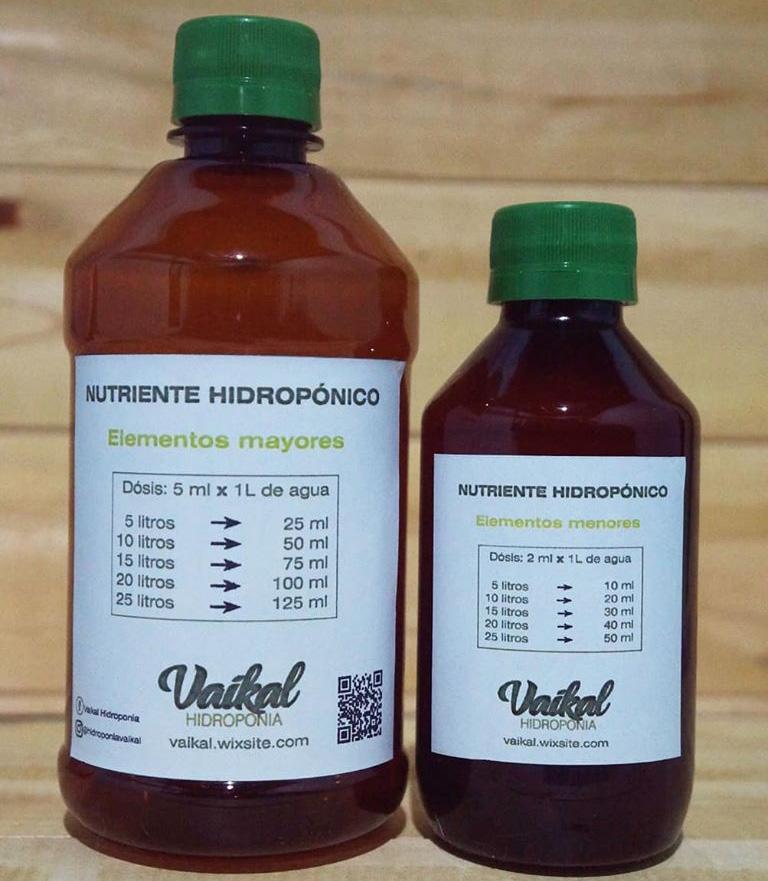 NUTRIENTE HIDROPÓNICO
Elementos mayores
Dósis: 5 ml x 1L de agua
5 litros → 25 ml
10 litros → 50 ml
15 litros → 75 ml
20 litros → 100 ml
25 litros → 125 ml
Vaikal
HIDROPONIA
vaikal.wixsite.com
Vaikal Hidroponia
@hidroponiavaikal
NUTRIENTE HIDROPÓNICO
Elementos menores
Dósis: 2 ml x 1L de agua
5 litros → 10 ml
10 litros → 20 ml
15 litros → 30 ml
20 litros → 40 ml
25 litros → 50 ml
Vaikal
HIDROPONIA
vaikal.wixsite.com